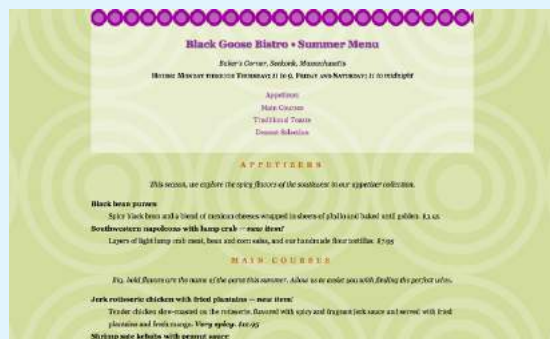 Black Goose Bistro • Summer Menu
Baker's Corner, Seekonk, Massachusetts
Hours: Monday through Thursday: 11 to 9, Friday and Saturday: 11 to midnight
Appetizers
Main Courses
Traditional Toasts
Dessert Selection
APPETIZERS
This season, we explore the spicy flavors of the southwest in our appetizer collection.
Black bean purses
Spicy black bean and a blend of mexican cheeses wrapped in sheets of phyllo and baked until golden. $3.95
Southwestern napoleons with lump crab — new item!
Layers of light lump crab meat, bean and corn salsa, and our handmade flour tortillas. $7.95
MAIN COURSES
Big, bold flavors are the name of the game this summer. Allow us to assist you with finding the perfect wine.
Jerk rotisserie chicken with fried plantains — new item!
Tender chicken slow-roasted on the rotisserie, flavored with spicy and fragrant jerk sauce and served with fried
plantains and fresh mango. Very spicy. $12.95
Shrimp sate kebabs with peanut sauce